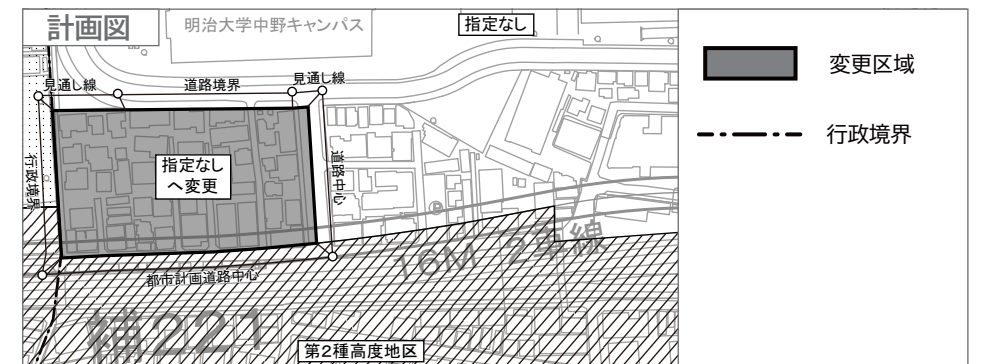 計画図
明治大学中野キャンパス
指定なし
見通し線
道路境界
見通し線
変更区域
行政境界
指定なし
へ変更
行政境界
道路中心
16M 2車線
都市計画道路中心
補221
第2種高度地区